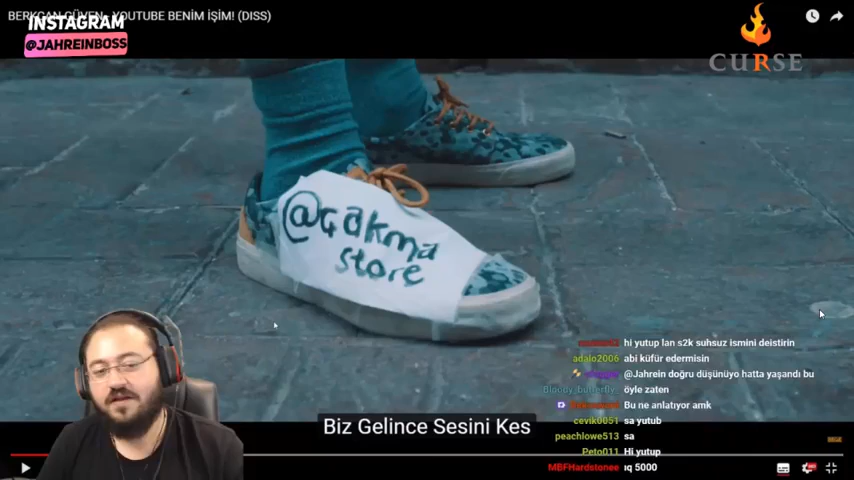 BERKCAN GÜVEN - YOUTUBE BENİM İŞİM! (DISS)
INSTAGRAM
@JAHREINBOSS
CURSE
@çakma
store
hi yutup lan s2k suhsuz ismini deistirin
adalo2006 abi küfür edermisin
@Jahrein doğru düşünüyo hatta yaşandı bu
Bloody_butterfly_ öyle zaten
Bu ne anlatıyor amk
cevik0051 sa yutub
peachlowe513 sa
Peto011 Hi yutup
MBFHardstonee ıq 5000
Biz Gelince Sesini Kes